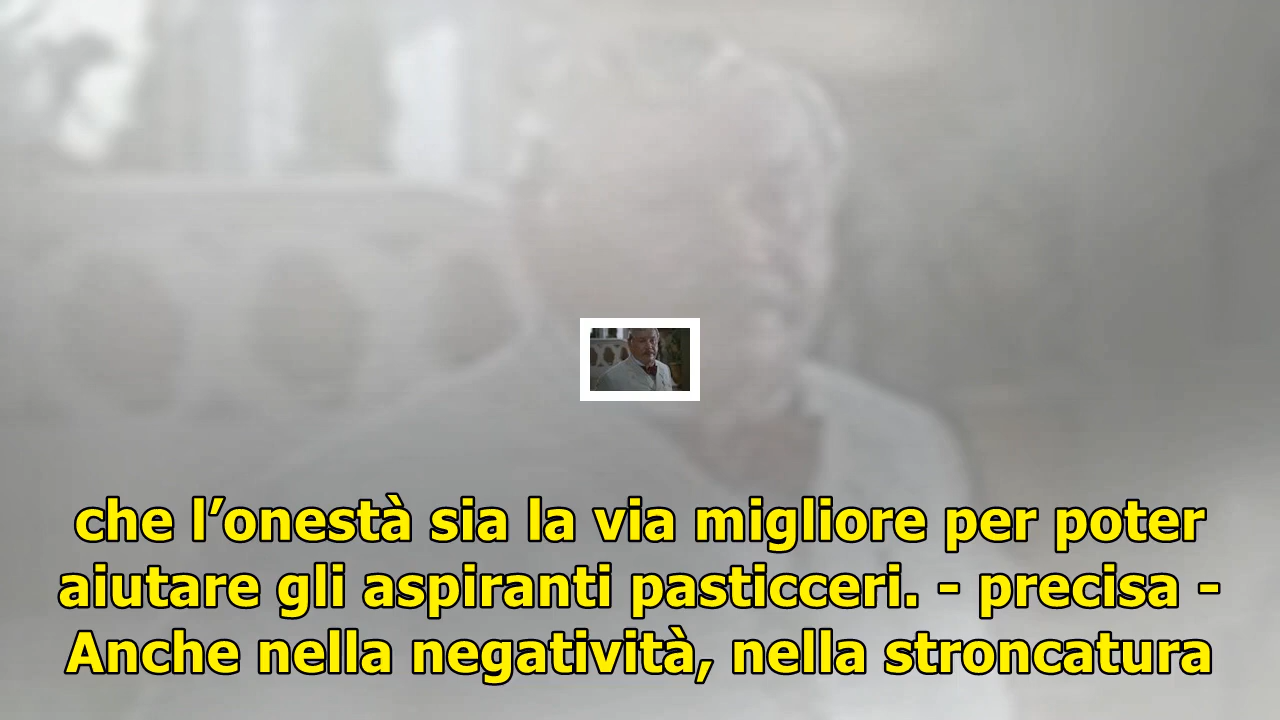 che l’onestà sia la via migliore per poter
aiutare gli aspiranti pasticceri. - precisa -
Anche nella negatività, nella stroncatura